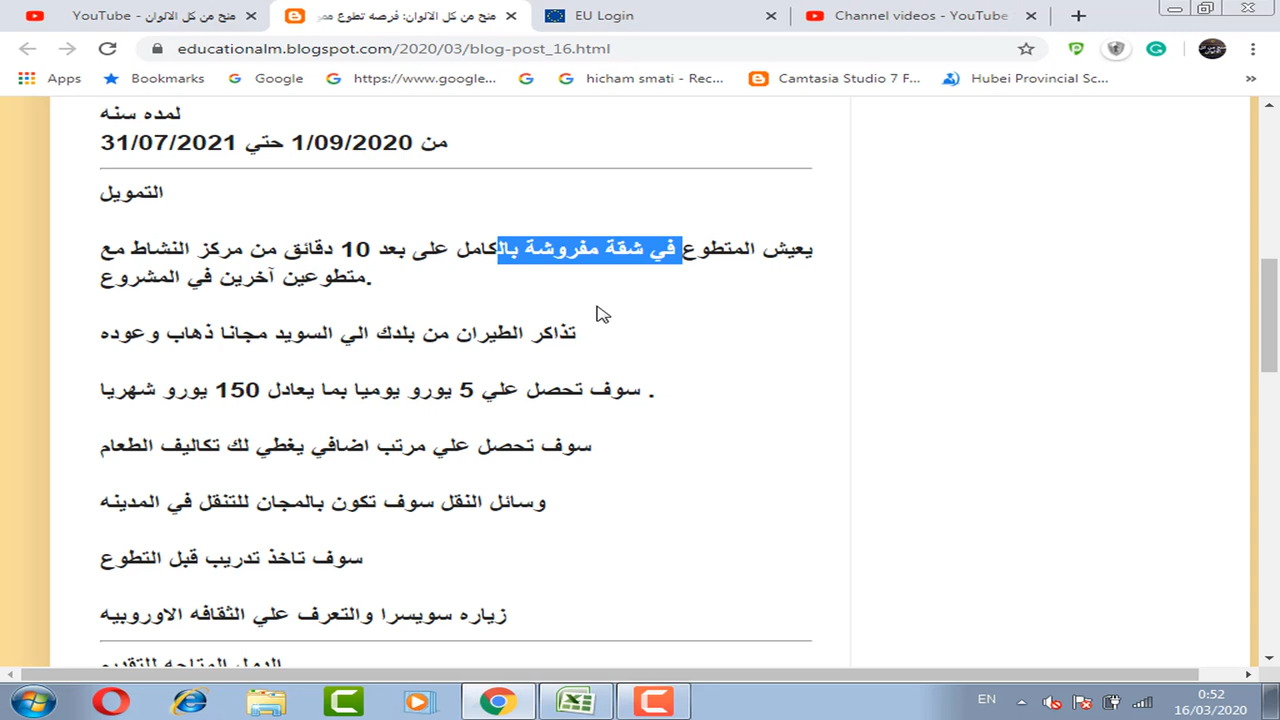 منح من كل الالوان - YouTube
منح من كل الالوان: فرصه تطوع ممو
EU Login
Channel videos - YouTube
educationalm.blogspot.com/2020/03/blog-post_16.html
Apps
Bookmarks
Google
https://www.google...
hicham smati - Rec...
Camtasia Studio 7 F...
Hubei Provincial Sc...
»
لمده سنه
من 1/09/2020 حتي 31/07/2021
التمويل
يعيش المتطوع في شقة مفروشة بالكامل على بعد 10 دقائق من مركز النشاط مع
متطوعين آخرين في المشروع.
تذاكر الطيران من بلدك الي السويد مجانا ذهاب وعوده
سوف تحصل علي 5 يورو يوميا بما يعادل 150 يورو شهريا .
سوف تحصل علي مرتب اضافي يغطي لك تكاليف الطعام
وسائل النقل سوف تكون بالمجان للتنقل في المدينه
سوف تاخذ تدريب قبل التطوع
زياره سويسرا والتعرف علي الثقافه الاوروبيه
الدول المتاحه للتقديم
EN
0:52
16/03/2020